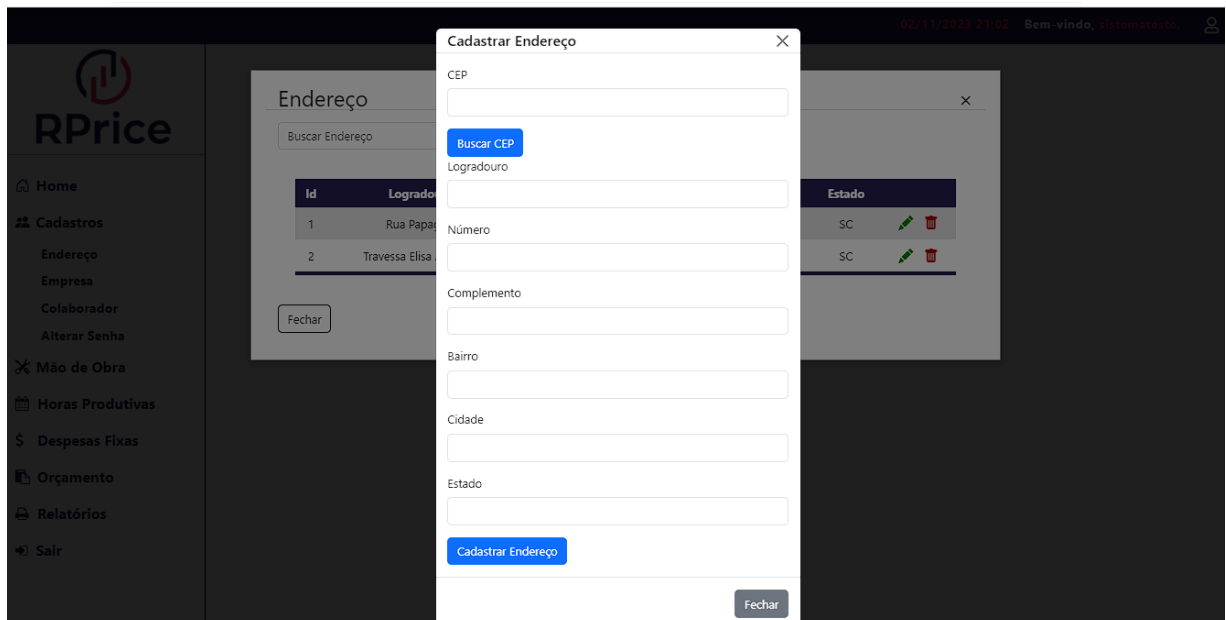 02/11/2023 21:02 Bem-vindo, sistemateste
RPrice
Home
Cadastros
Endereço
Empresa
Colaborador
Alterar Senha
Mão de Obra
Horas Produtivas
$ Despesas Fixas
Orçamento
Relatórios
Sair
Endereço
Buscar Endereço
Id Estado
1 Rua SC
2 Travessa Elisa SC
Fechar
Cadastrar Endereço
CEP
Buscar CEP
Logradouro
Número
Complemento
Bairro
Cidade
Estado
Cadastrar Endereço
Fechar